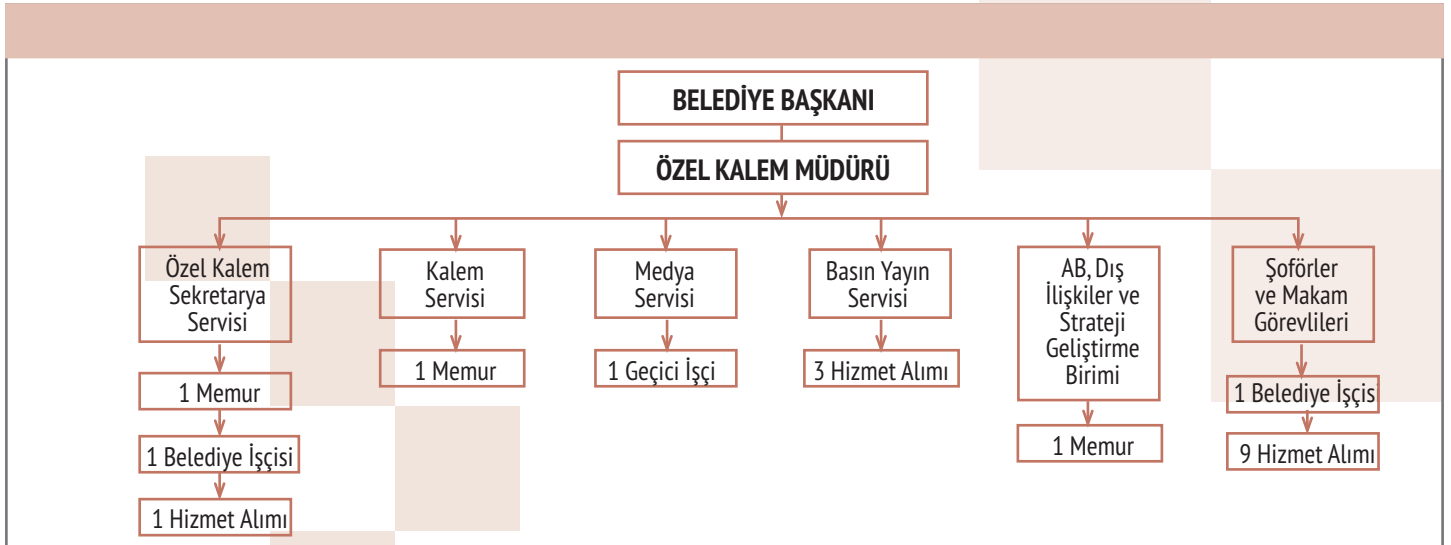 BELEDİYE BAŞKANI
ÖZEL KALEM MÜDÜRÜ
Özel Kalem
Sekretarya
Servisi
1 Memur
1 Belediye İşçisi
1 Hizmet Alımı
Kalem
Servisi
1 Memur
Medya
Servisi
1 Geçici İşçi
Basın Yayın
Servisi
3 Hizmet Alımı
AB, Dış
İlişkiler ve
Strateji
Geliştirme
Birimi
1 Memur
Şoförler
ve Makam
Görevlileri
1 Belediye İşçisi
9 Hizmet Alımı